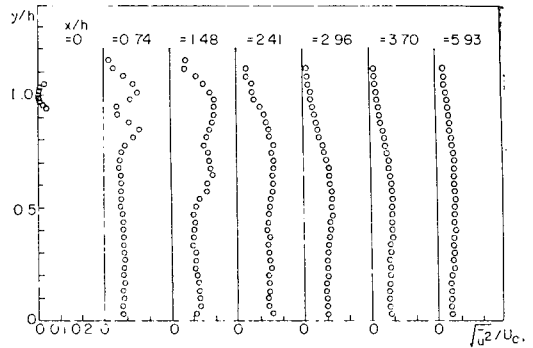 y/h
x/h
=0 =0.74 =1.48 =2.41 =2.96 =3.70 =5.93
1.0
0.5
0
0 0.1 0.2 0 0 0 0 0 0
√u²/Uc.